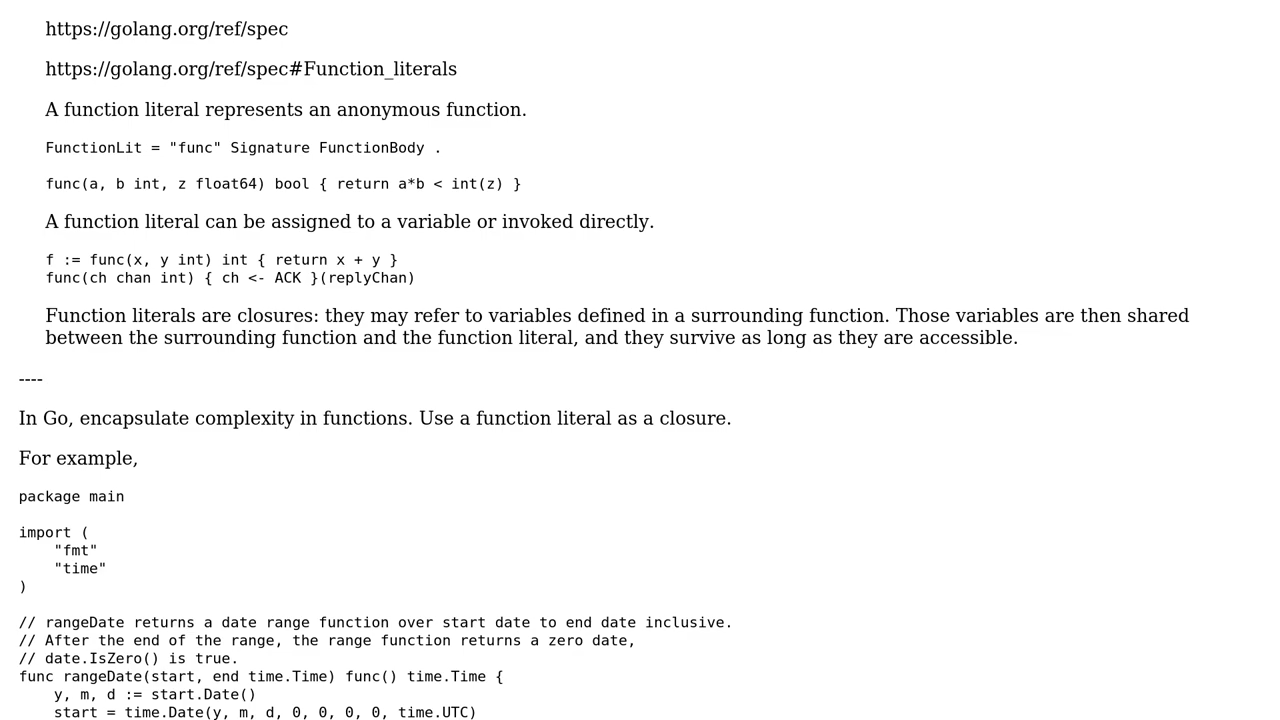 https://golang.org/ref/spec
https://golang.org/ref/spec#Function_literals
A function literal represents an anonymous function.
FunctionLit = "func" Signature FunctionBody .
func(a, b int, z float64) bool { return a*b < int(z) }
A function literal can be assigned to a variable or invoked directly.
f := func(x, y int) int { return x + y }
func(ch chan int) { ch <- ACK }(replyChan)
Function literals are closures: they may refer to variables defined in a surrounding function. Those variables are then shared
between the surrounding function and the function literal, and they survive as long as they are accessible.
----
In Go, encapsulate complexity in functions. Use a function literal as a closure.
For example,
package main
import (
    "fmt"
    "time"
)
// rangeDate returns a date range function over start date to end date inclusive.
// After the end of the range, the range function returns a zero date,
// date.IsZero() is true.
func rangeDate(start, end time.Time) func() time.Time {
    y, m, d := start.Date()
    start = time.Date(y, m, d, 0, 0, 0, 0, time.UTC)